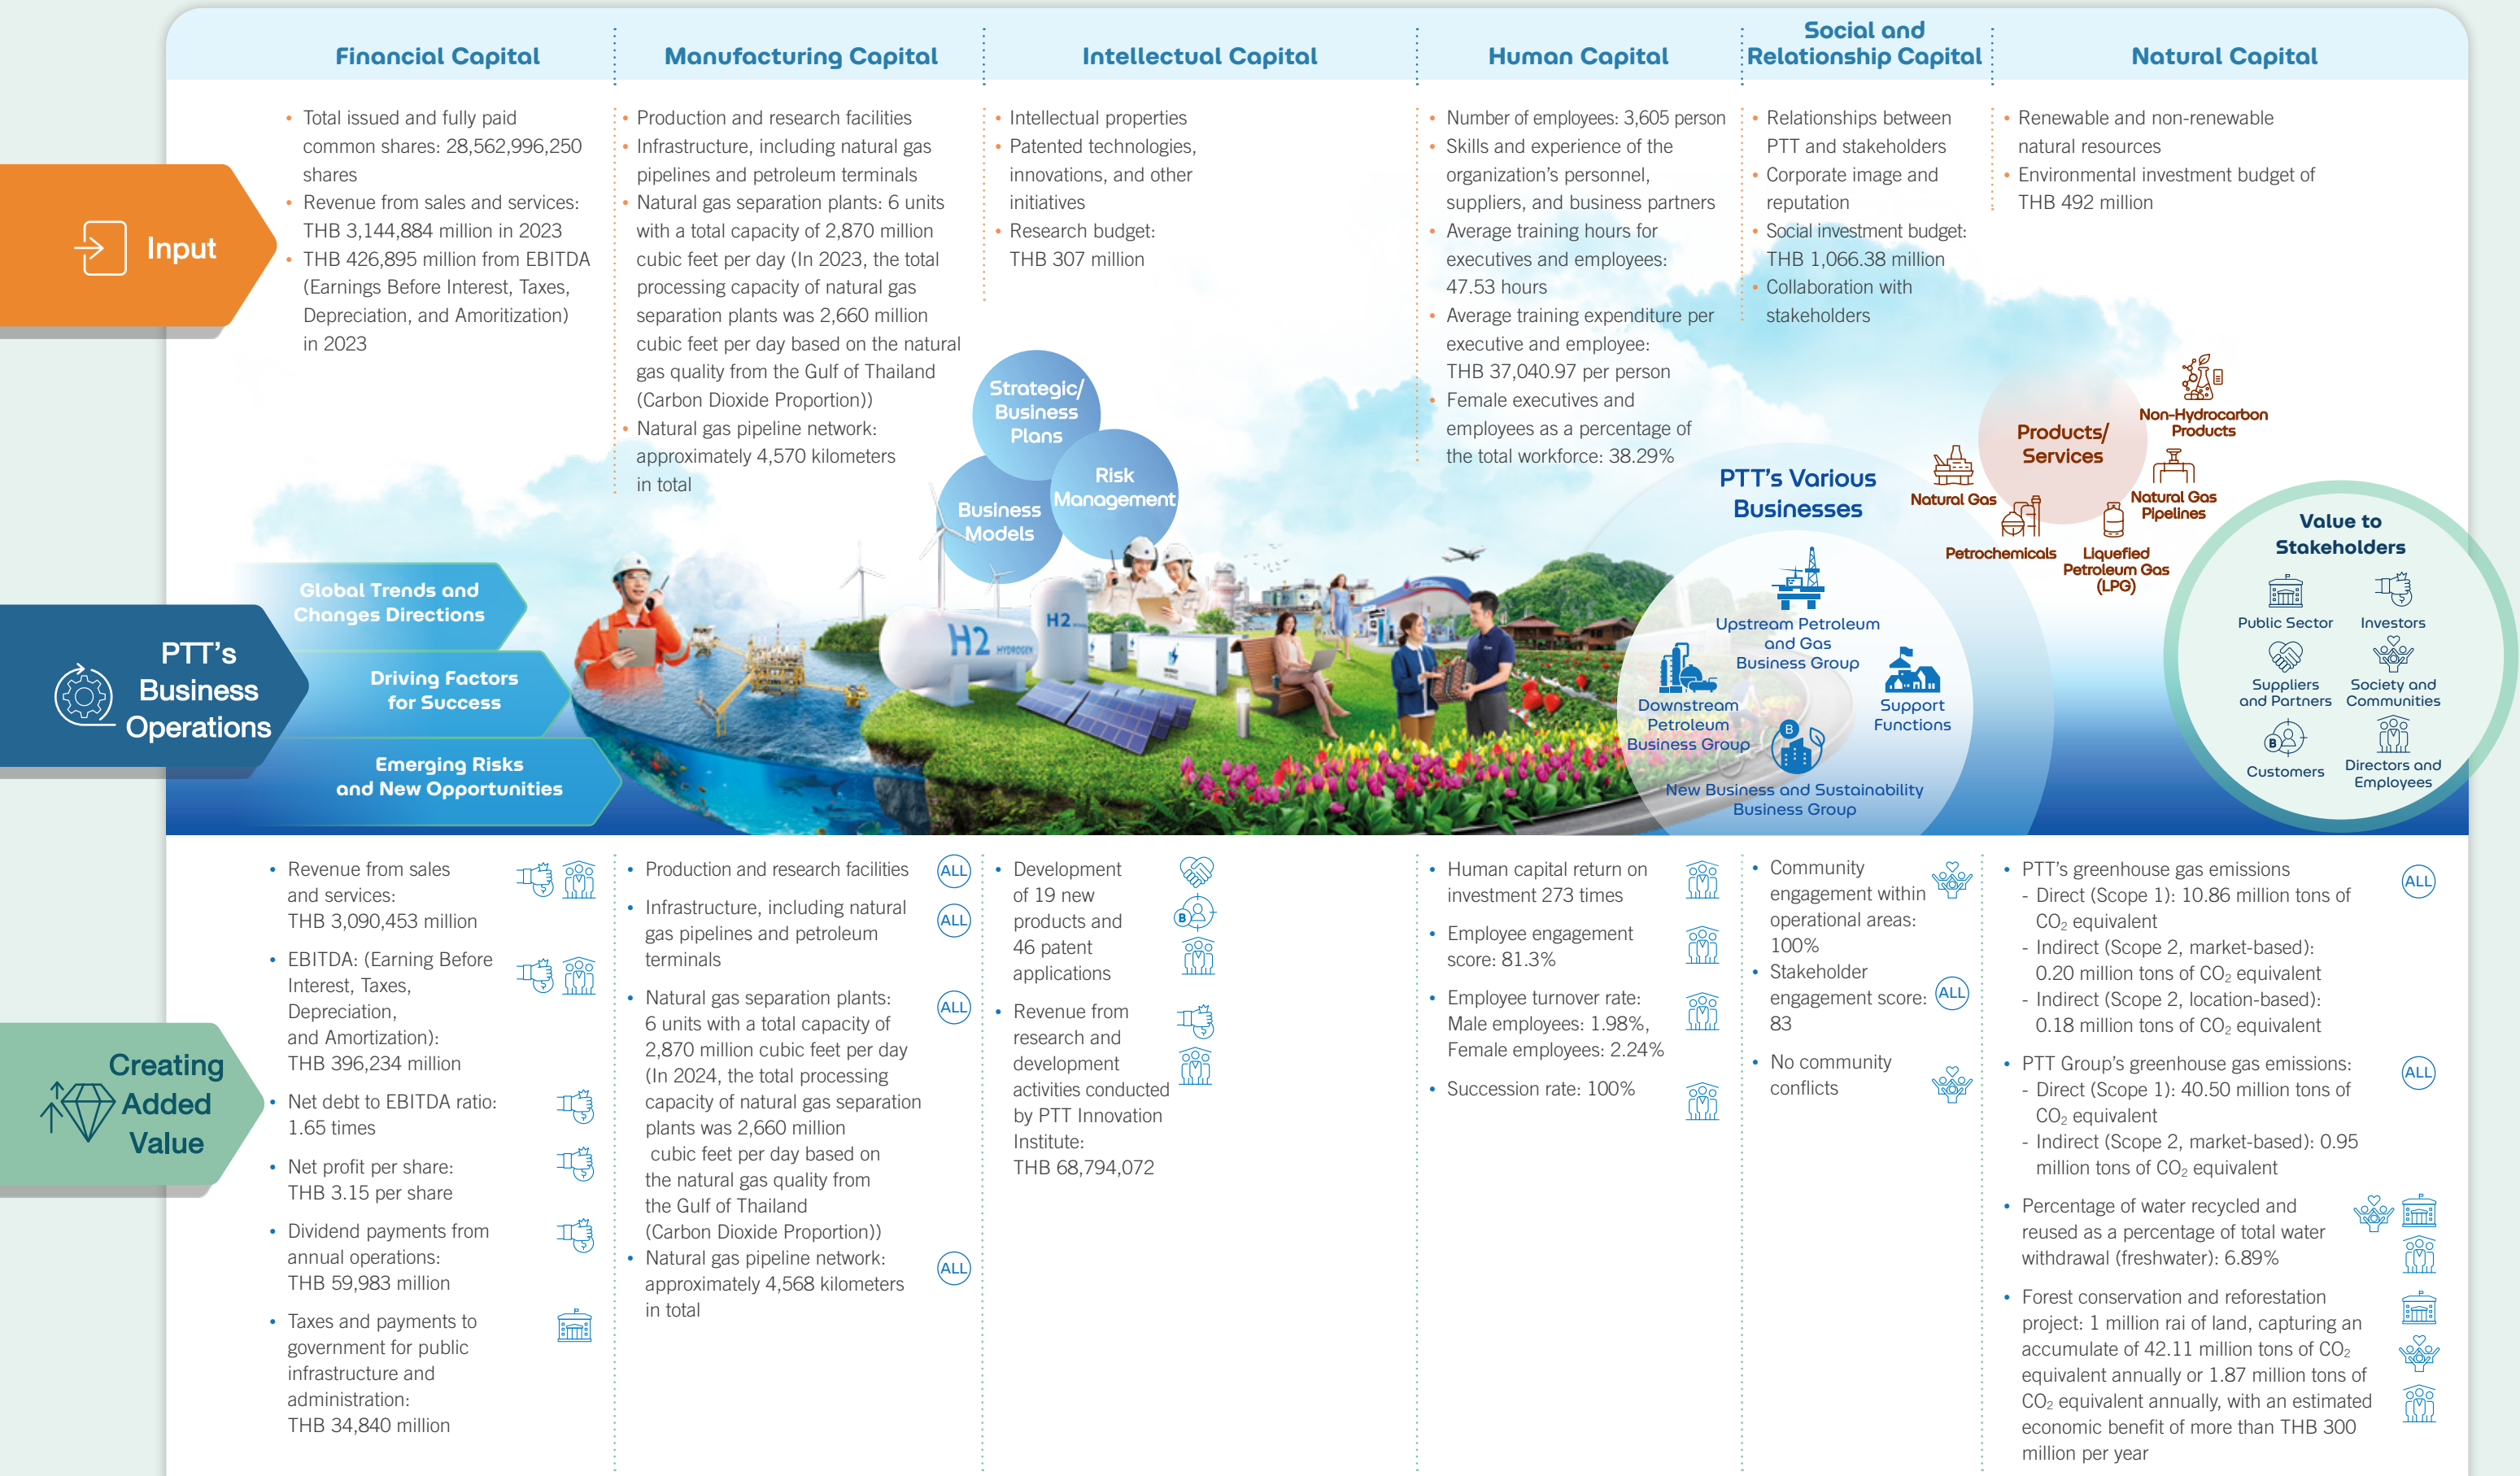 Financial Capital
Manufacturing Capital
Intellectual Capital
Human Capital
Social and
Relationship Capital
Natural Capital
Input
• Total issued and fully paid
common shares: 28,562,996,250
shares
• Revenue from sales and services:
THB 3,144,884 million in 2023
• THB 426,895 million from EBITDA
(Earnings Before Interest, Taxes,
Depreciation, and Amoritization)
in 2023
• Production and research facilities
• Infrastructure, including natural gas
pipelines and petroleum terminals
• Natural gas separation plants: 6 units
with a total capacity of 2,870 million
cubic feet per day (In 2023, the total
processing capacity of natural gas
separation plants was 2,660 million
cubic feet per day based on the natural
gas quality from the Gulf of Thailand
(Carbon Dioxide Proportion))
• Natural gas pipeline network:
approximately 4,570 kilometers
in total
• Intellectual properties
• Patented technologies,
innovations, and other
initiatives
• Research budget:
THB 307 million
• Number of employees: 3,605 person
• Skills and experience of the
organization's personnel,
suppliers, and business partners
• Average training hours for
executives and employees:
47.53 hours
• Average training expenditure per
executive and employee:
THB 37,040.97 per person
• Female executives and
employees as a percentage of
the total workforce: 38.29%
• Relationships between
PTT and stakeholders
• Corporate image and
reputation
• Social investment budget:
THB 1,066.38 million
• Collaboration with
stakeholders
• Renewable and non-renewable
natural resources
• Environmental investment budget of
THB 492 million
PTT's
Business
Operations
Global Trends and
Changes Directions
Driving Factors
for Success
Emerging Risks
and New Opportunities
Strategic/
Business
Plans
Risk
Management
Business
Models
H2 HYDROGEN
H2
PTT's Various
Businesses
Upstream Petroleum
and Gas
Business Group
Downstream
Petroleum
Business Group
Support
Functions
B
New Business and Sustainability
Business Group
Products/
Services
Non-Hydrocarbon
Products
Natural Gas
Natural Gas
Pipelines
Petrochemicals
Liquefied
Petroleum Gas
(LPG)
Value to
Stakeholders
Public Sector
Investors
Suppliers
and Partners
Society and
Communities
B
Customers
Directors and
Employees
Creating
Added
Value
• Revenue from sales
and services:
THB 3,090,453 million
• EBITDA: (Earning Before
Interest, Taxes,
Depreciation,
and Amortization):
THB 396,234 million
• Net debt to EBITDA ratio:
1.65 times
• Net profit per share:
THB 3.15 per share
• Dividend payments from
annual operations:
THB 59,983 million
• Taxes and payments to
government for public
infrastructure and
administration:
THB 34,840 million
• Production and research facilities
ALL
• Infrastructure, including natural
gas pipelines and petroleum
terminals
ALL
• Natural gas separation plants:
6 units with a total capacity of
2,870 million cubic feet per day
(In 2024, the total processing
capacity of natural gas separation
plants was 2,660 million
cubic feet per day based on
the natural gas quality from
the Gulf of Thailand
(Carbon Dioxide Proportion))
ALL
• Natural gas pipeline network:
approximately 4,568 kilometers
in total
ALL
• Development
of 19 new
products and
46 patent
applications
B
• Revenue from
research and
development
activities conducted
by PTT Innovation
Institute:
THB 68,794,072
• Human capital return on
investment 273 times
• Employee engagement
score: 81.3%
• Employee turnover rate:
Male employees: 1.98%,
Female employees: 2.24%
• Succession rate: 100%
• Community
engagement within
operational areas:
100%
• Stakeholder
engagement score:
83
ALL
• No community
conflicts
• PTT's greenhouse gas emissions
- Direct (Scope 1): 10.86 million tons of
CO₂ equivalent
- Indirect (Scope 2, market-based):
0.20 million tons of CO₂ equivalent
- Indirect (Scope 2, location-based):
0.18 million tons of CO₂ equivalent
ALL
• PTT Group's greenhouse gas emissions:
- Direct (Scope 1): 40.50 million tons of
CO₂ equivalent
- Indirect (Scope 2, market-based): 0.95
million tons of CO₂ equivalent
ALL
• Percentage of water recycled and
reused as a percentage of total water
withdrawal (freshwater): 6.89%
• Forest conservation and reforestation
project: 1 million rai of land, capturing an
accumulate of 42.11 million tons of CO₂
equivalent annually or 1.87 million tons of
CO₂ equivalent annually, with an estimated
economic benefit of more than THB 300
million per year